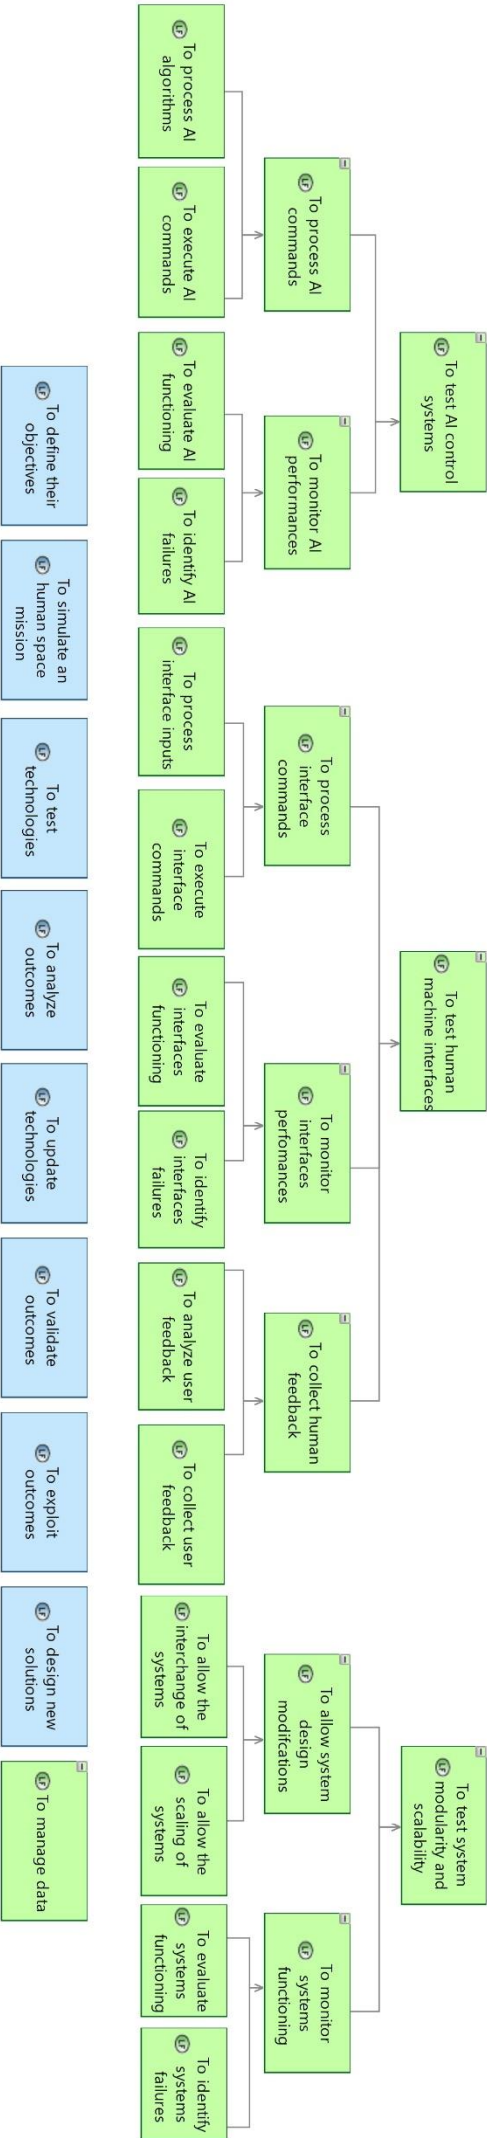 To test AI control
systems
To test human
machine interfaces
To test system
modularity and
scalability
To process AI
commands
To monitor AI
performances
To process
interface
commands
To monitor
interfaces
perfomances
To collect human
feedback
To allow system
design
modifcations
To monitor
systems
functioning
To process AI
algorithms
To execute AI
commands
To evaluate AI
functioning
To identify AI
failures
To process
interface inputs
To execute
interface
commands
To evaluate
interfaces
functioning
To identify
interfaces
failures
To analyze user
feedback
To collect user
feedback
To allow the
interchange of
systems
To allow the
scaling of
systems
To evaluate
systems
functioning
To identify
systems
failures
To define their
objectives
To simulate an
human space
mission
To test
technologies
To analyze
outcomes
To update
technologies
To validate
outcomes
To exploit
outcomes
To design new
solutions
To manage data